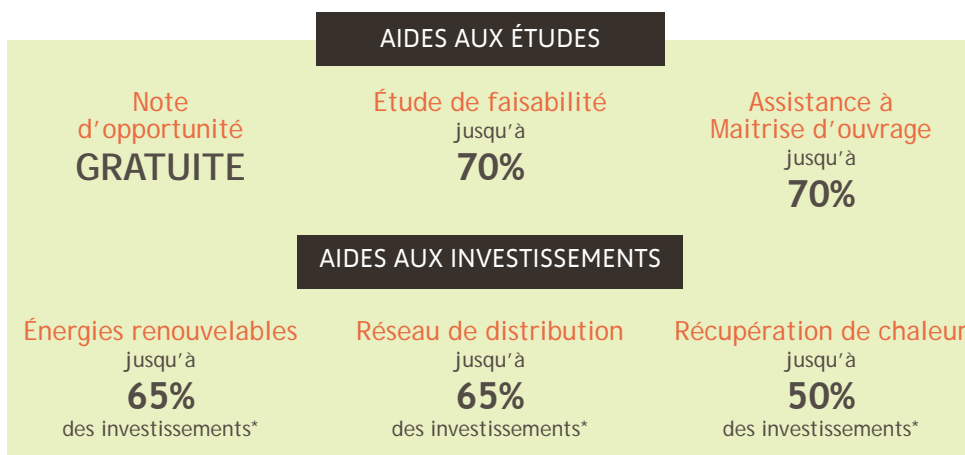 AIDES AUX ÉTUDES
Note
d'opportunité
GRATUITE
Étude de faisabilité
jusqu'à
70%
Assistance à
Maitrise d'ouvrage
jusqu'à
70%
AIDES AUX INVESTISSEMENTS
Énergies renouvelables
jusqu'à
65%
des investissements*
Réseau de distribution
jusqu'à
65%
des investissements*
Récupération de chaleur
jusqu'à
50%
des investissements*